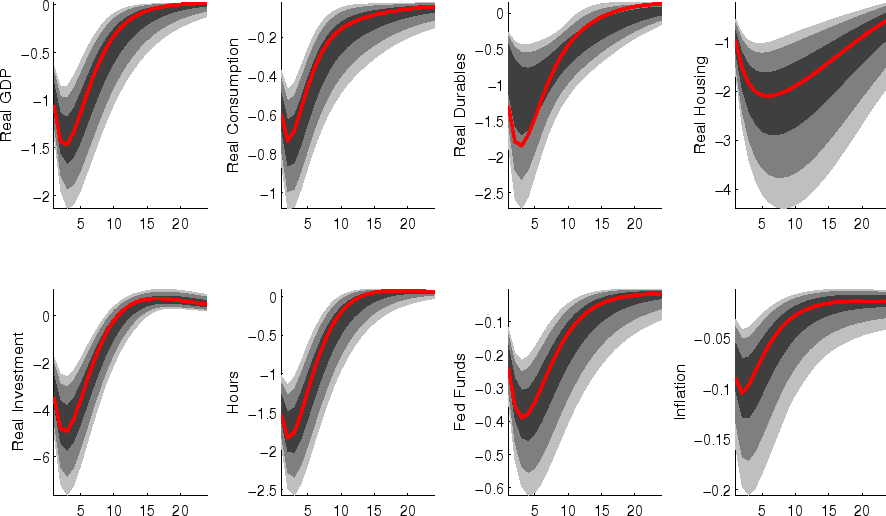 Real GDP
0
−0.5
−1
−1.5
−2
5 10 15 20
Real Consumption
−0.2
−0.4
−0.6
−0.8
−1
5 10 15 20
Real Durables
0
−0.5
−1
−1.5
−2
−2.5
5 10 15 20
Real Housing
−1
−2
−3
−4
5 10 15 20
Real Investment
0
−2
−4
−6
5 10 15 20
Hours
0
−0.5
−1
−1.5
−2
−2.5
5 10 15 20
Fed Funds
−0.1
−0.2
−0.3
−0.4
−0.5
−0.6
5 10 15 20
Inflation
−0.05
−0.1
−0.15
−0.2
5 10 15 20